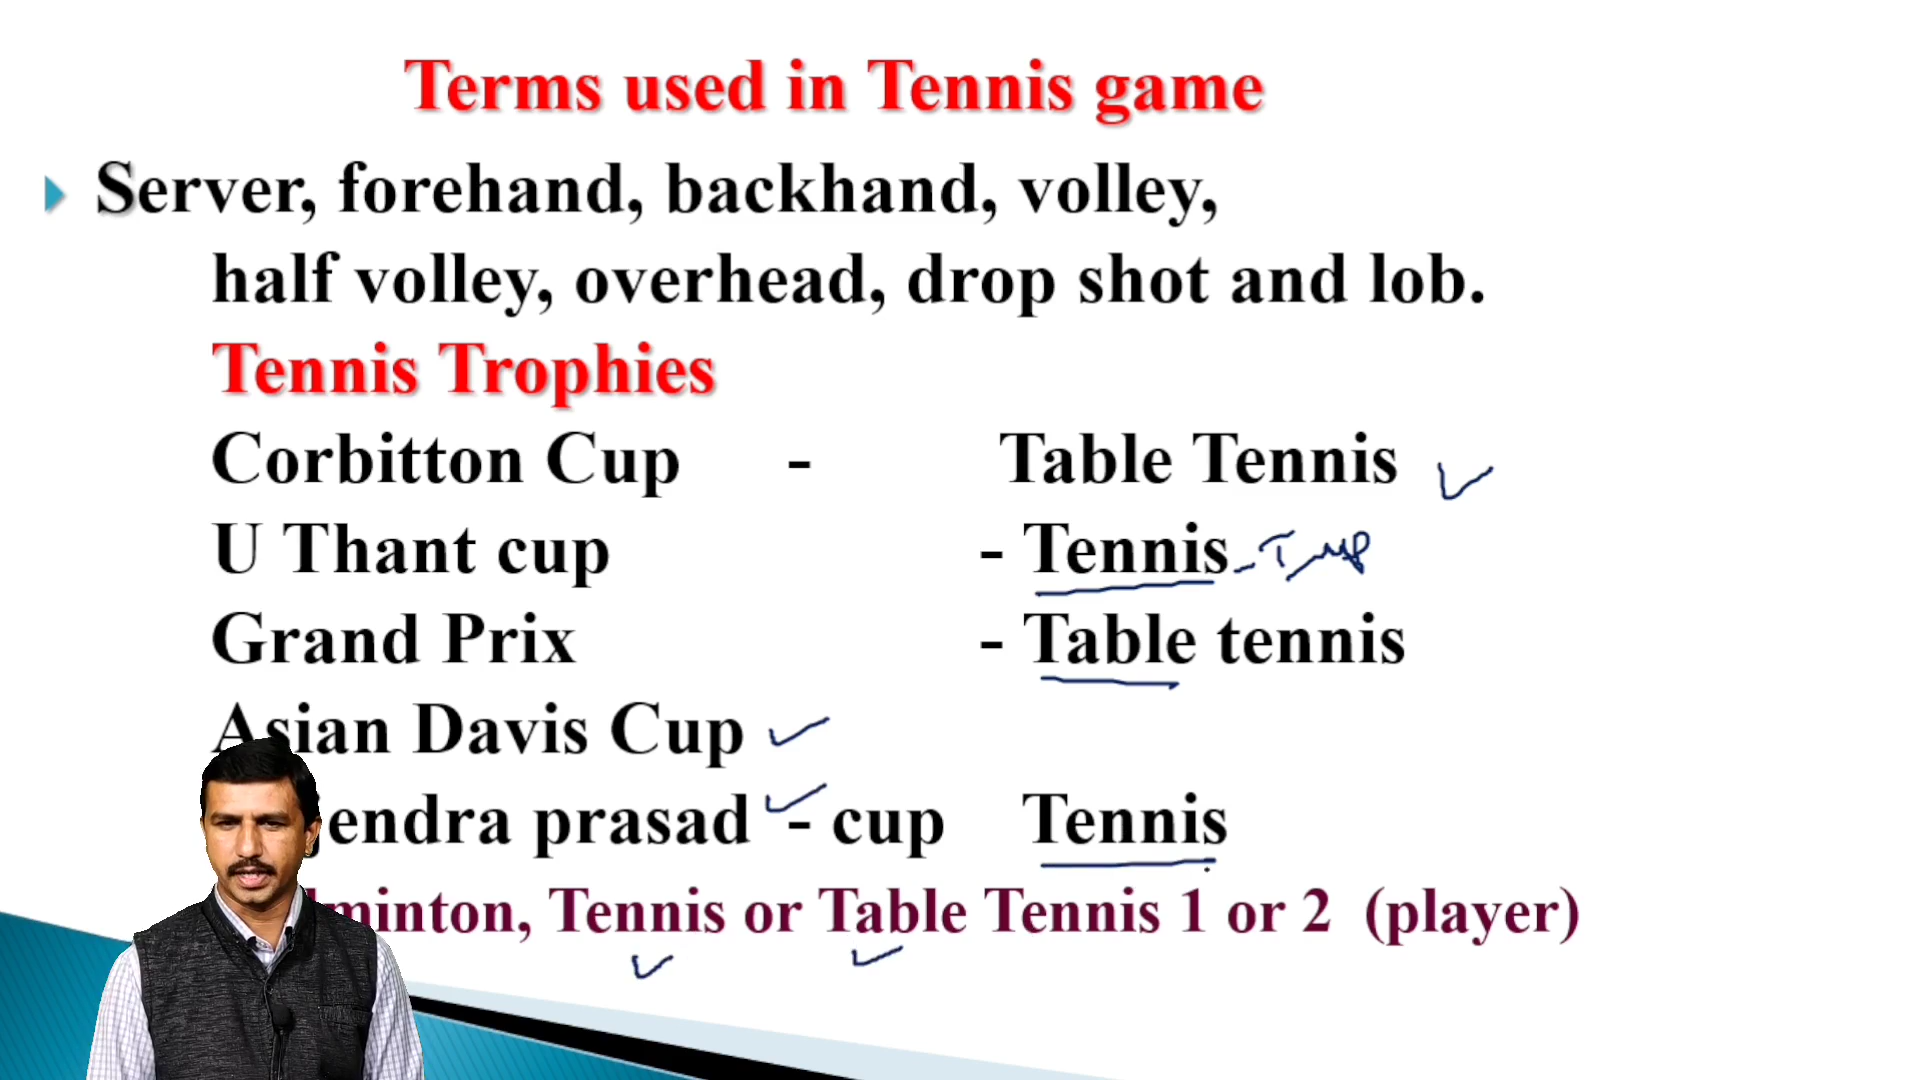 Terms used in Tennis game
Server, forehand, backhand, volley,
half volley, overhead, drop shot and lob.
Tennis Trophies
Corbitton Cup - Table Tennis
U Thant cup - Tennis - Imp
Grand Prix - Table tennis
Asian Davis Cup
endra prasad - cup Tennis
minton, Tennis or Table Tennis 1 or 2 (player)